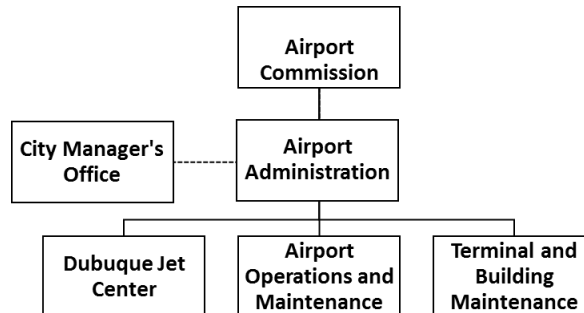 Airport
Commission
City Manager's
Office
Airport
Administration
Dubuque Jet
Center
Airport
Operations and
Maintenance
Terminal and
Building
Maintenance